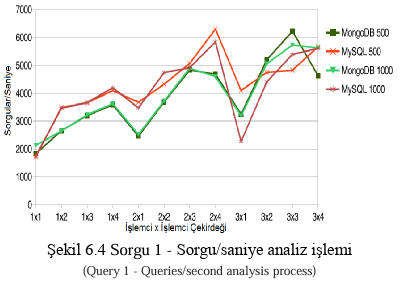 7000
6000
5000
4000
3000
2000
1000
0
Sorgular/Saniye
1x1 1x2 1x3 1x4 2x1 2x2 2x3 2x4 3x1 3x2 3x3 3x4
İşlemci x İşlemci Çekirdeği
MongoDB 500
MySQL 500
MongoDB 1000
MySQL 1000
Şekil 6.4 Sorgu 1 - Sorgu/saniye analiz işlemi
(Query 1 - Queries/second analysis process)